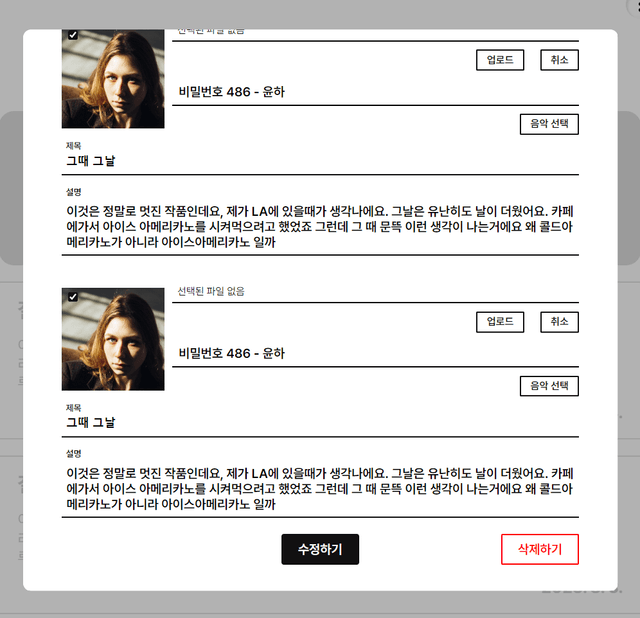 선택된 파일 없음
업로드
취소
비밀번호 486 - 윤하
음악 선택
제목
그때 그날
설명
이것은 정말로 멋진 작품인데요, 제가 LA에 있을때가 생각나에요. 그날은 유난히도 날이 더웠어요. 카페
에가서 아이스 아메리카노를 시켜먹으려고 했었죠 그런데 그 때 문뜩 이런 생각이 나는거에요 왜 콜드아
메리카노가 아니라 아이스아메리카노 일까
선택된 파일 없음
업로드
취소
비밀번호 486 - 윤하
음악 선택
제목
그때 그날
설명
이것은 정말로 멋진 작품인데요, 제가 LA에 있을때가 생각나에요. 그날은 유난히도 날이 더웠어요. 카페
에가서 아이스 아메리카노를 시켜먹으려고 했었죠 그런데 그 때 문뜩 이런 생각이 나는거에요 왜 콜드아
메리카노가 아니라 아이스아메리카노 일까
수정하기
삭제하기